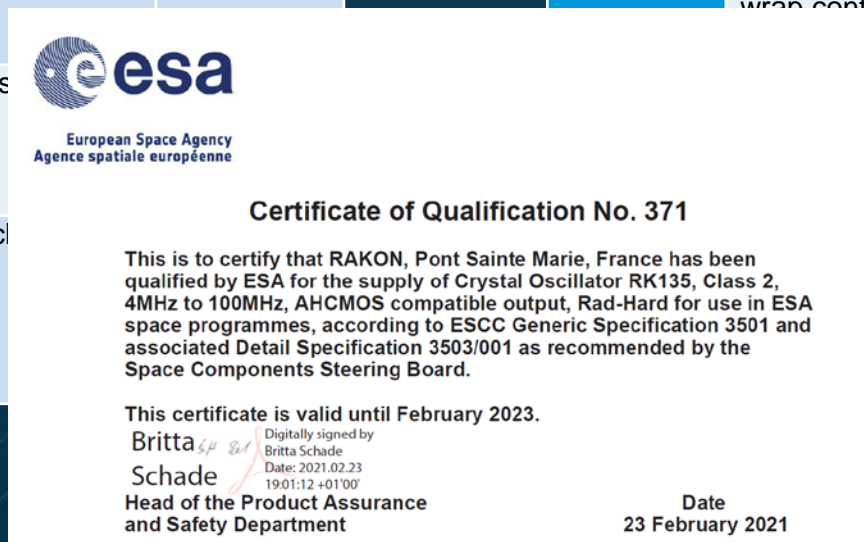 wrap cont
s
esa
European Space Agency
Agence spatiale européenne
Certificate of Qualification No. 371
cl
This is to certify that RAKON, Pont Sainte Marie, France has been
qualified by ESA for the supply of Crystal Oscillator RK135, Class 2,
4MHz to 100MHz, AHCMOS compatible output, Rad-Hard for use in ESA
space programmes, according to ESCC Generic Specification 3501 and
associated Detail Specification 3503/001 as recommended by the
Space Components Steering Board.
This certificate is valid until February 2023.
Britta
Schade
Digitally signed by
Britta Schade
Date: 2021.02.23
19:01:12 +01'00'
Head of the Product Assurance
and Safety Department
Date
23 February 2021